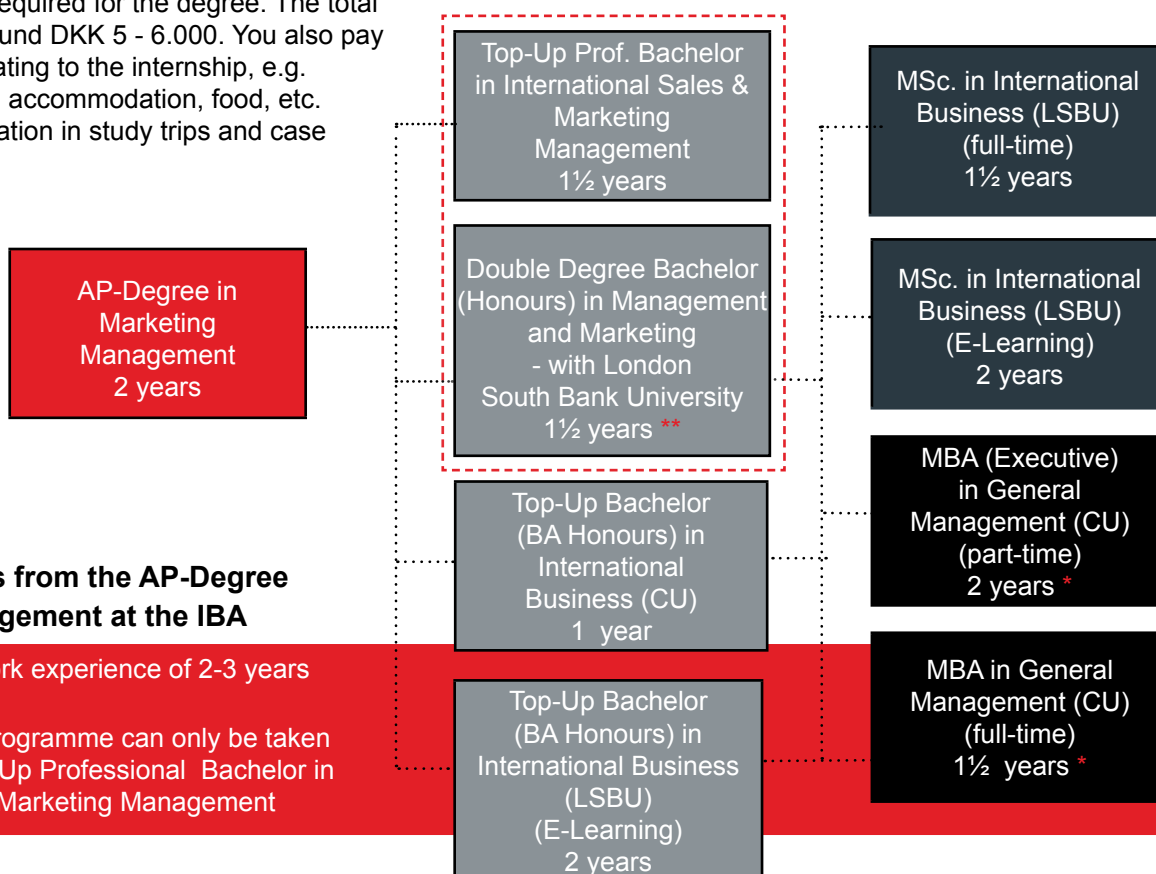 equired for the degree. The total
und DKK 5 - 6.000. You also pay
ating to the internship, e.g.
accommodation, food, etc.
ation in study trips and case
AP-Degree in
Marketing
Management
2 years
s from the AP-Degree
gement at the IBA
rk experience of 2-3 years
rogramme can only be taken
Up Professional Bachelor in
Marketing Management
Top-Up Prof. Bachelor
in International Sales &
Marketing
Management
1½ years
Double Degree Bachelor
(Honours) in Management
and Marketing
- with London
South Bank University
1½ years **
Top-Up Bachelor
(BA Honours) in
International
Business (CU)
1 year
Top-Up Bachelor
(BA Honours) in
International Business
(LSBU)
(E-Learning)
2 years
MSc. in International
Business (LSBU)
(full-time)
1½ years
MSc. in International
Business (LSBU)
(E-Learning)
2 years
MBA (Executive)
in General
Management (CU)
(part-time)
2 years *
MBA in General
Management (CU)
(full-time)
1½ years *